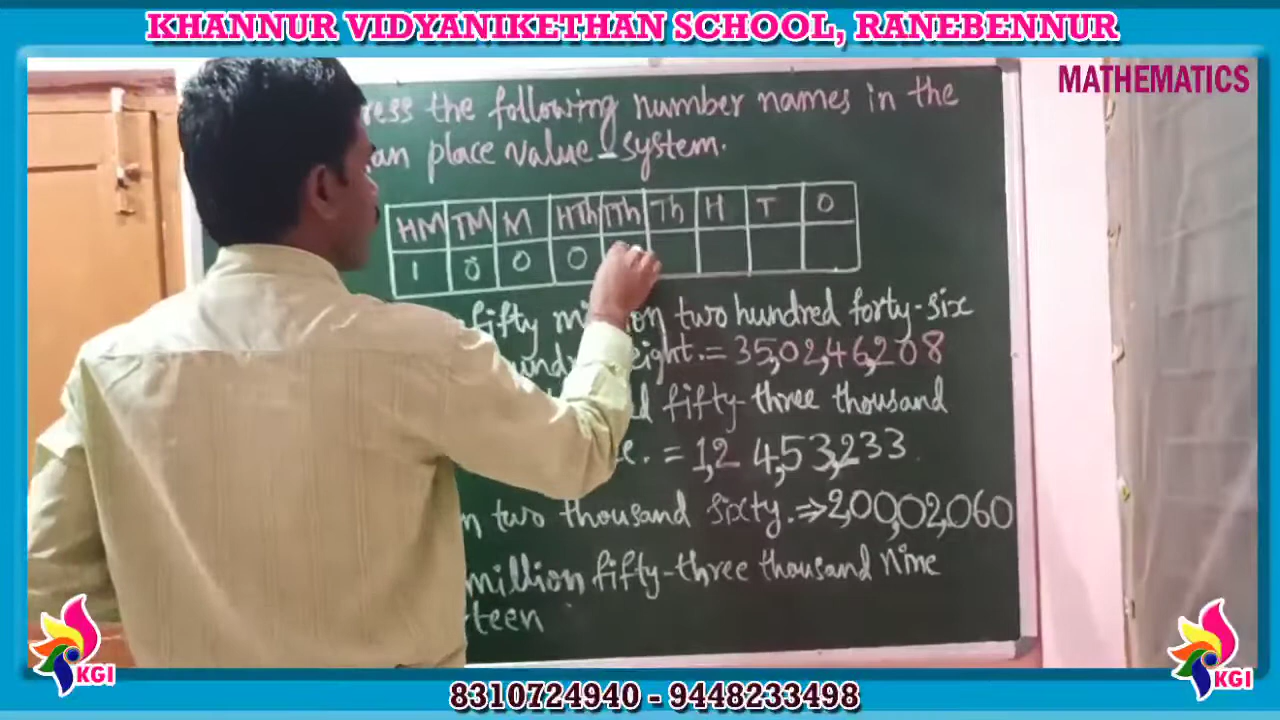 KHANNUR VIDYANIKETHAN SCHOOL, RANEBENNUR
MATHEMATICS
ress the following number names in the
an place value system.
HM TM M HTh TTh Th H T O
1 0 0 0
fifty million two hundred forty-six
eight. = 35,02,46,208
fifty-three thousand
e. = 1,2 4,53,233
two thousand sixty. ⇒ 2,00,02,060
million fifty-three thousand nine
teen
KGI
KGI
8310724940 - 9448233498